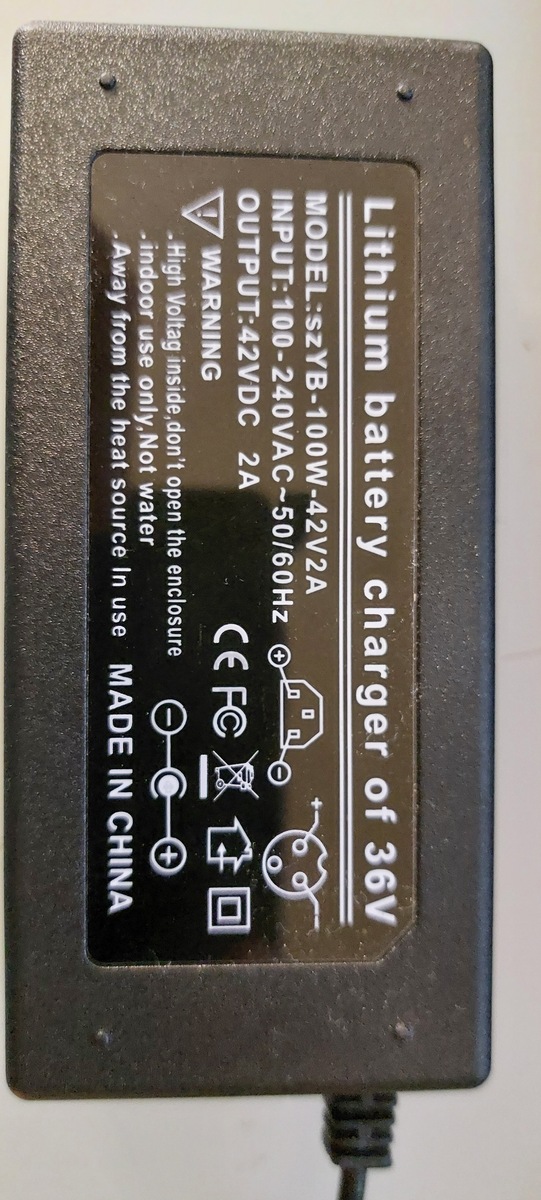 Lithium battery charger of 36V
MODEL:szYB-100W-42V2A
INPUT:100-240VAC~50/60Hz
OUTPUT:42VDC 2A
WARNING
.High Voltag inside,don't open the enclosure
.indoor use only,Not water
.Away from the heat source In use
MADE IN CHINA
CE FC